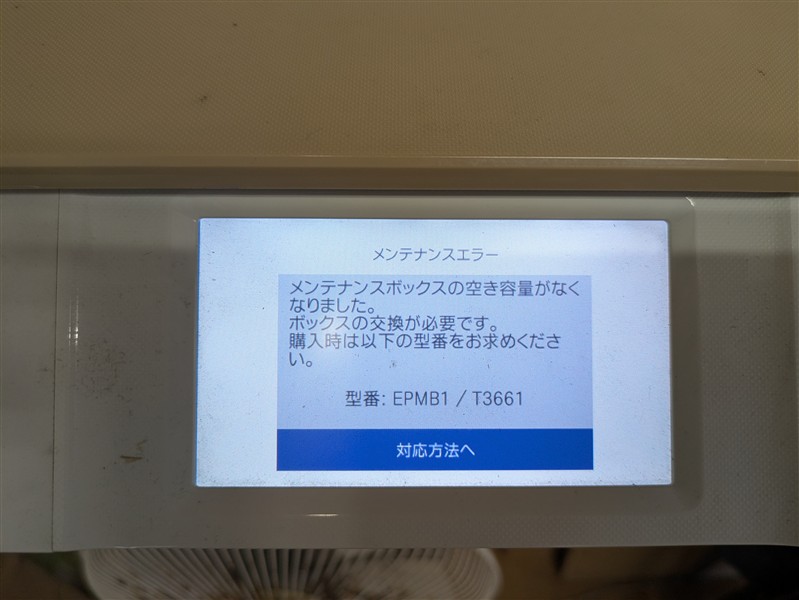 メンテナンスエラー
メンテナンスボックスの空き容量がなく
なりました。
ボックスの交換が必要です。
購入時は以下の型番をお求めくださ
い。
型番: EPMB1 / T3661
対応方法へ